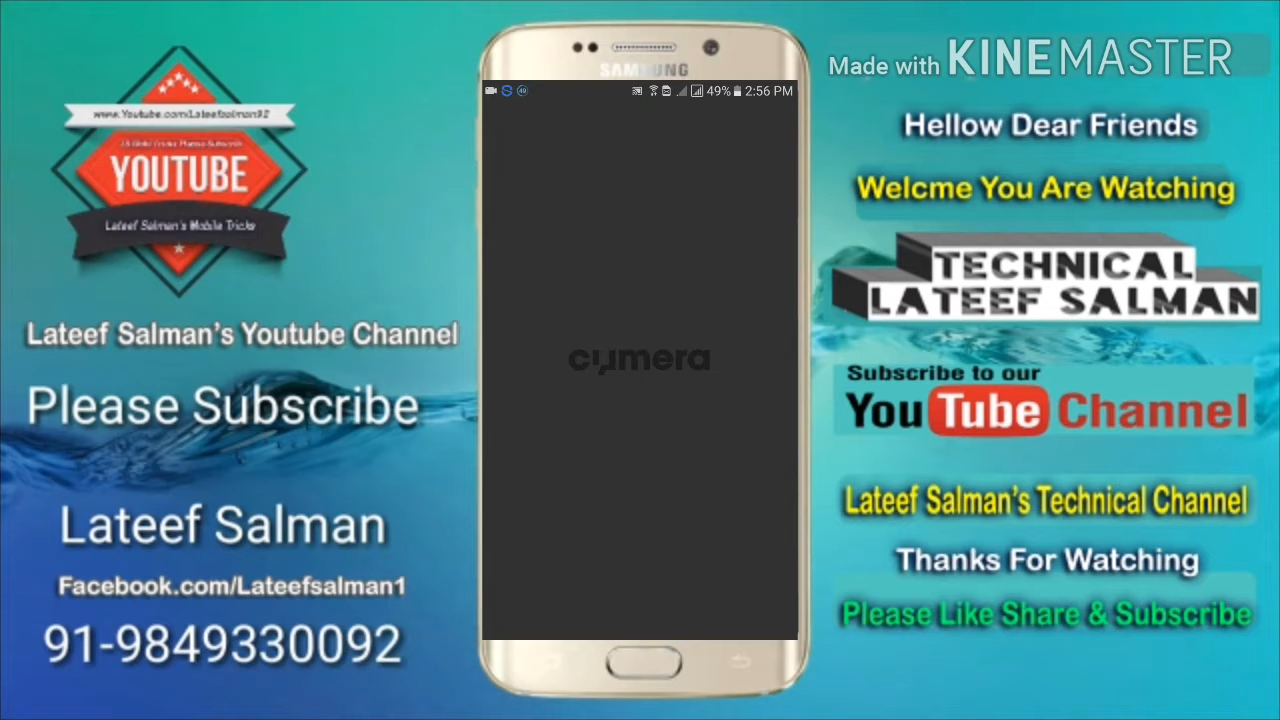 www.Youtube.com/Lateefsalman92
YOUTUBE
Lateef Salman's Mobile Tricks
Lateef Salman's Youtube Channel
Please Subscribe
Lateef Salman
Facebook.com/Lateefsalman1
91-9849330092
SAMSUNG
49
49% 2:56 PM
cymera
Made with KINEMASTER
Hellow Dear Friends
Welcme You Are Watching
TECHNICAL
LATEEF SALMAN
Subscribe to our
YouTube Channel
Lateef Salman's Technical Channel
Thanks For Watching
Please Like Share & Subscribe